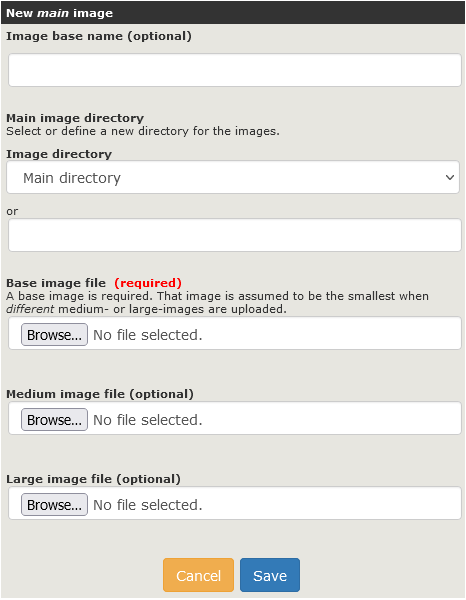 New main image
Image base name (optional)
Main image directory
Select or define a new directory for the images.
Image directory
Main directory
or
Base image file (required)
A base image is required. That image is assumed to be the smallest when
different medium- or large-images are uploaded.
Browse... No file selected.
Medium image file (optional)
Browse... No file selected.
Large image file (optional)
Browse... No file selected.
Cancel Save